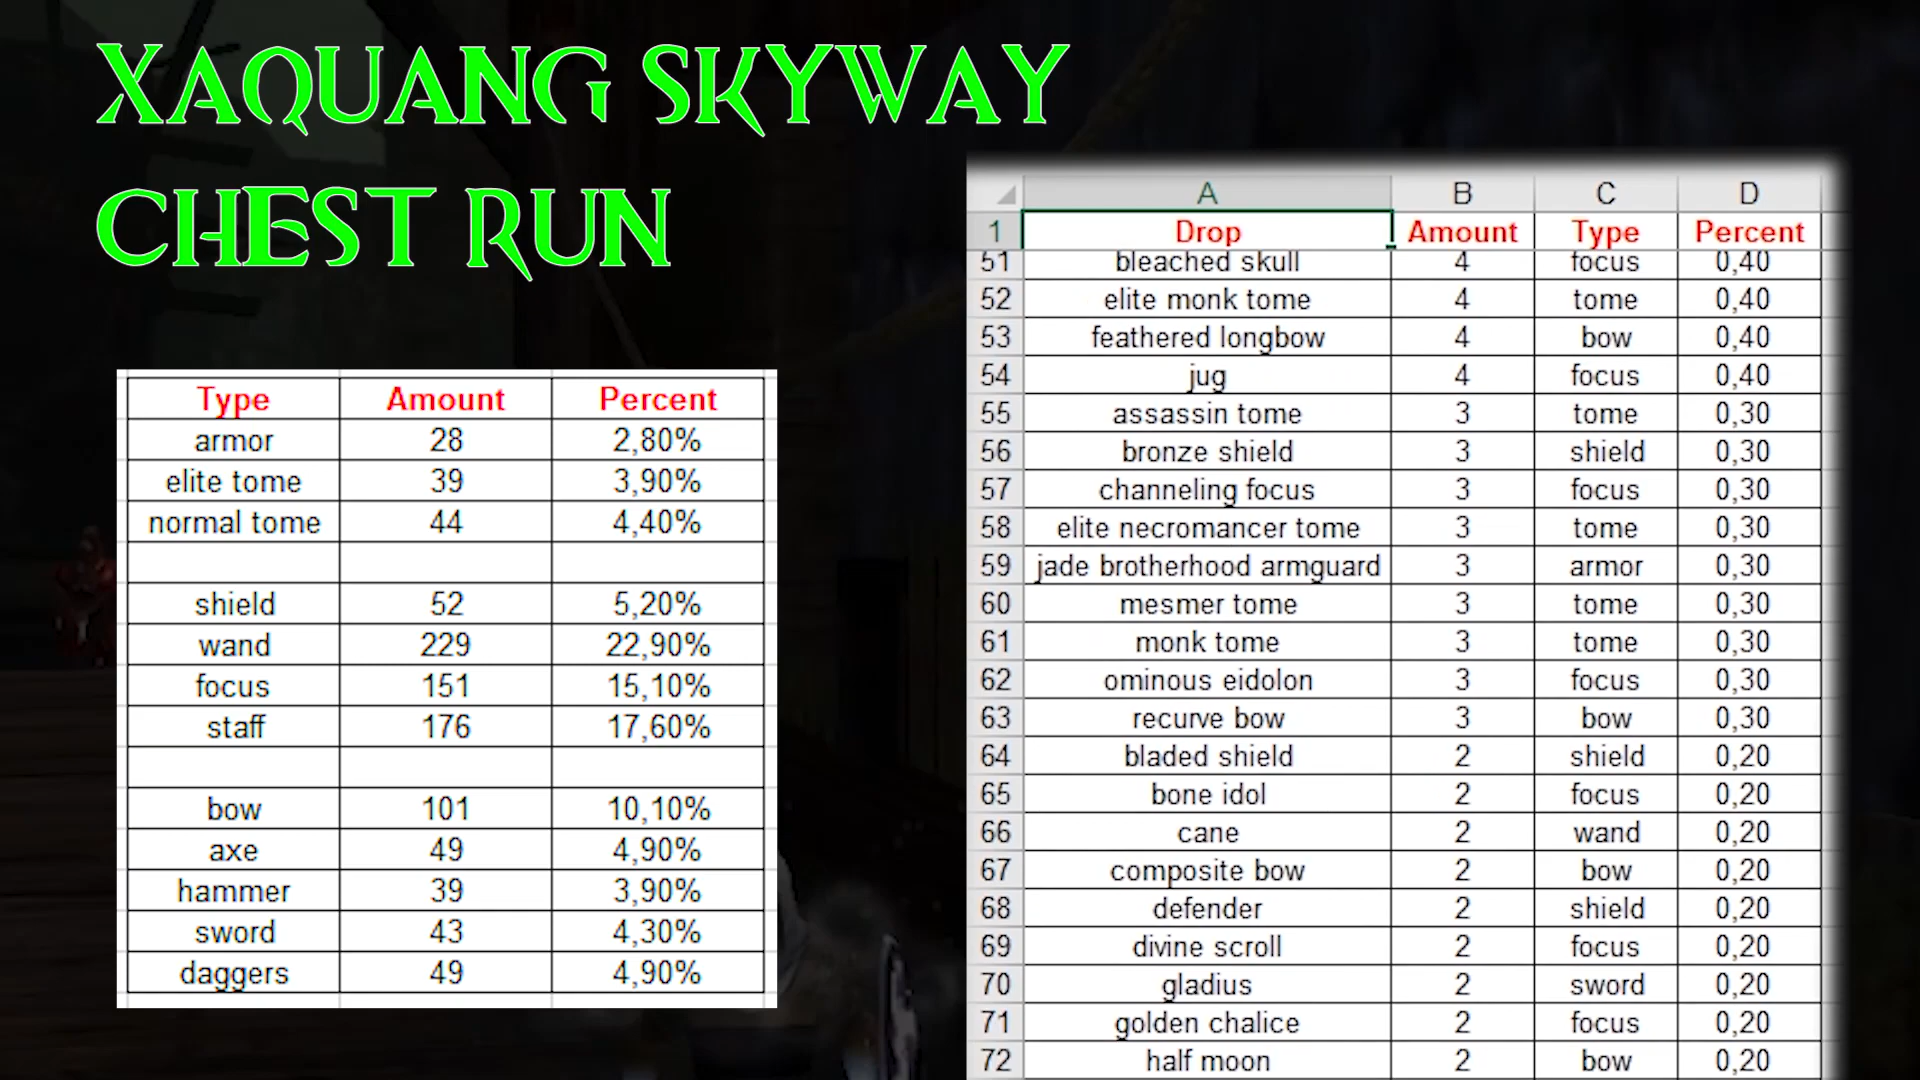 XAQUANG SKYWAY
CHEST RUN
Type Amount Percent
armor 28 2,80%
elite tome 39 3,90%
normal tome 44 4,40%
shield 52 5,20%
wand 229 22,90%
focus 151 15,10%
staff 176 17,60%
bow 101 10,10%
axe 49 4,90%
hammer 39 3,90%
sword 43 4,30%
daggers 49 4,90%
A B C D
1 Drop Amount Type Percent
51 bleached skull 4 focus 0,40
52 elite monk tome 4 tome 0,40
53 feathered longbow 4 bow 0,40
54 jug 4 focus 0,40
55 assassin tome 3 tome 0,30
56 bronze shield 3 shield 0,30
57 channeling focus 3 focus 0,30
58 elite necromancer tome 3 tome 0,30
59 jade brotherhood armguard 3 armor 0,30
60 mesmer tome 3 tome 0,30
61 monk tome 3 tome 0,30
62 ominous eidolon 3 focus 0,30
63 recurve bow 3 bow 0,30
64 bladed shield 2 shield 0,20
65 bone idol 2 focus 0,20
66 cane 2 wand 0,20
67 composite bow 2 bow 0,20
68 defender 2 shield 0,20
69 divine scroll 2 focus 0,20
70 gladius 2 sword 0,20
71 golden chalice 2 focus 0,20
72 half moon 2 bow 0,20